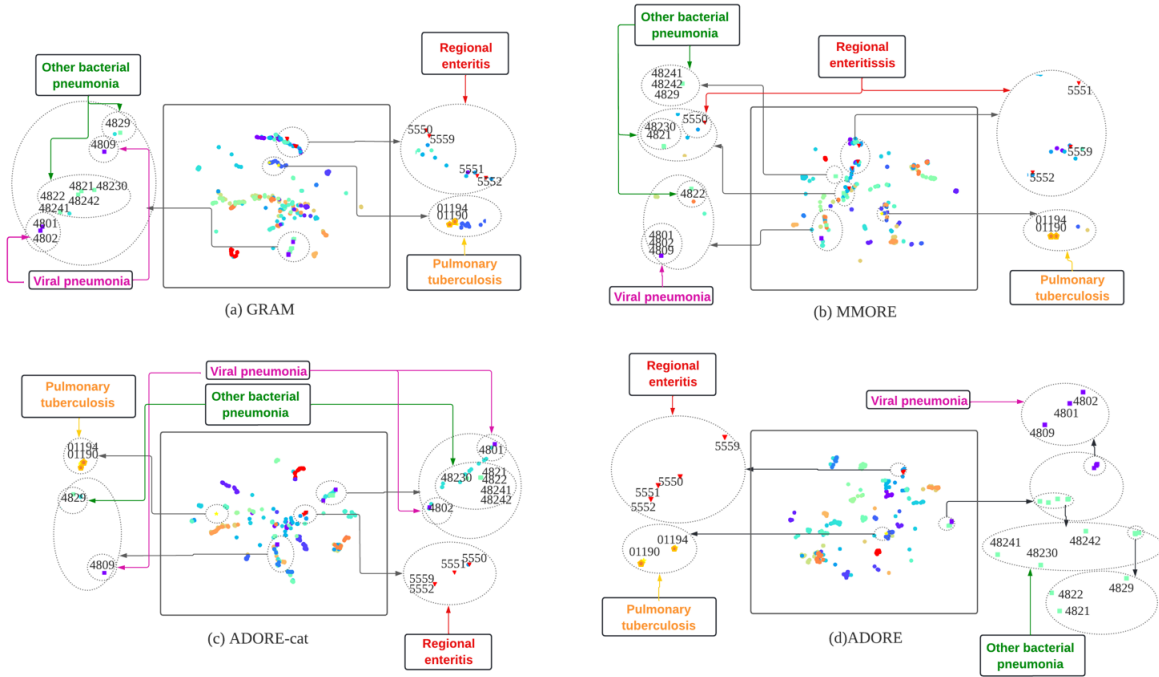 Other bacterial
pneumonia
4829
4809
4821
48230
4822
48242
48241
4801
4802
Viral pneumonia
Regional
enteritis
5550
5559
5551
5552
01194
01190
Pulmonary
tuberculosis
(a) GRAM
Other bacterial
pneumonia
48241
48242
4829
48230
4821
5550
4822
4801
4802
4809
Viral pneumonia
Regional
enteritissis
5551
5559
5552
01194
01190
Pulmonary
tuberculosis
(b) MMORE
Pulmonary
tuberculosis
01194
01190
4829
4809
Viral pneumonia
Other bacterial
pneumonia
4801
48230
4821
4822
48241
48242
4802
5550
5551
5559
5552
Regional
enteritis
(c) ADORE-cat
Regional
enteritis
5559
5550
5551
5552
01194
01190
Pulmonary
tuberculosis
Viral pneumonia
4802
4801
4809
48241
48242
48230
4829
4822
4821
Other bacterial
pneumonia
(d)ADORE